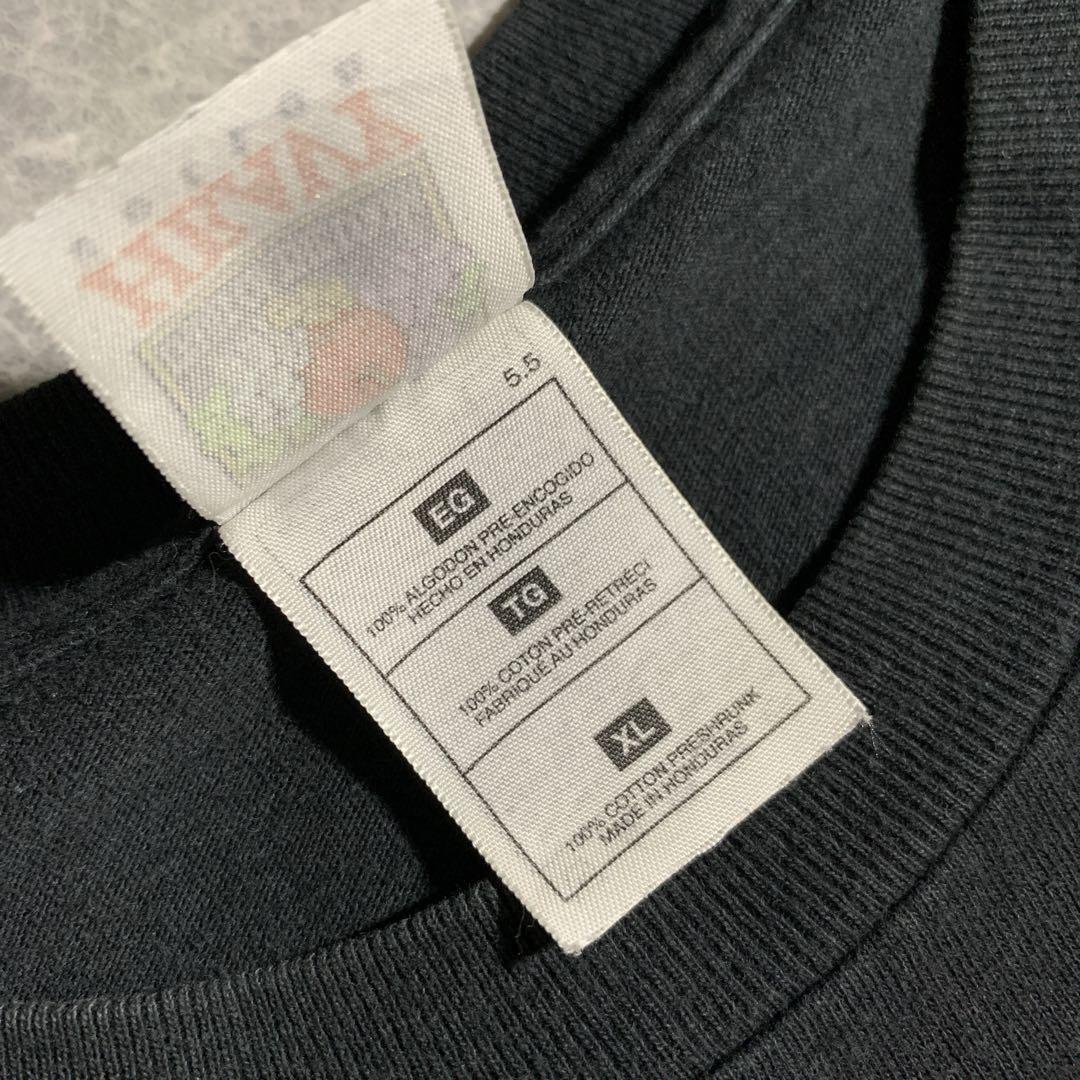 HEVAY
5.5
EG
100% ALGODON PRE-ENCOGIDO
HECHO EN HONDURAS
TG
100% COTON PRÉ-RETRÉCI
FABRIQUÉ AU HONDURAS
XL
100% COTTON PRESHRUNK
MADE IN HONDURAS